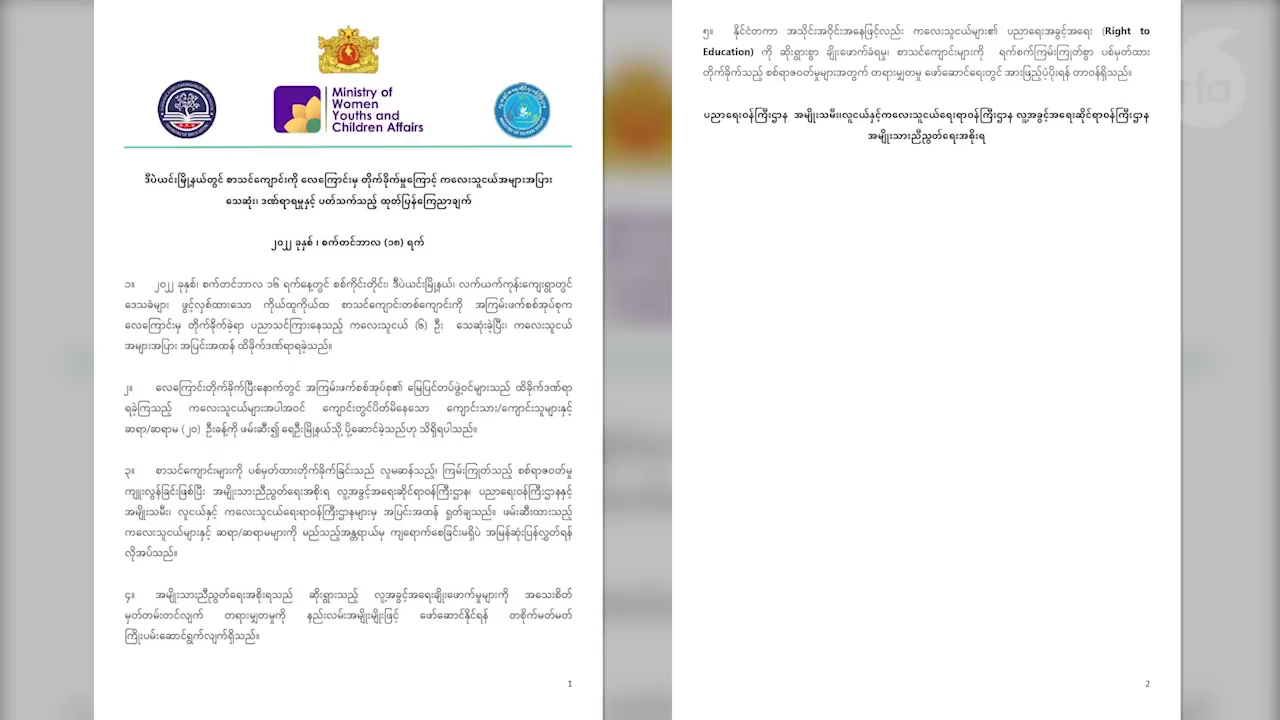 Ministry of
Women
Youths and
Children Affairs
ဒီပဲယင်းမြို့နယ်တွင် စာသင်ကျောင်းကို လေကြောင်းမှ တိုက်ခိုက်မှုကြောင့် ကလေးသူငယ်အများအပြား
သေဆုံး၊ ဒဏ်ရာရမှုနှင့် ပတ်သက်သည့် ထုတ်ပြန်ကြေညာချက်
၂၀၂၂ ခုနှစ် ၊ စက်တင်ဘာလ (၁၈) ရက်
၁။ ၂၀၂၂ ခုနှစ်၊ စက်တင်ဘာလ ၁၆ ရက်နေ့တွင် စစ်ကိုင်းတိုင်း၊ ဒီပဲယင်းမြို့နယ်၊ လက်ယက်ကုန်းကျေးရွာတွင်
ဒေသခံများ ဖွင့်လှစ်ထားသော ကိုယ်ထူကိုယ်ထ စာသင်ကျောင်းတစ်ကျောင်းကို အကြမ်းဖက်စစ်အုပ်စုက
လေကြောင်းမှ တိုက်ခိုက်ခဲ့ရာ ပညာသင်ကြားနေသည့် ကလေးသူငယ် (၆) ဦး သေဆုံးခဲ့ပြီး၊ ကလေးသူငယ်
အများအပြား အပြင်းအထန် ထိခိုက်ဒဏ်ရာရခဲ့သည်။
၂။ လေကြောင်းတိုက်ခိုက်ပြီးနောက်တွင် အကြမ်းဖက်စစ်အုပ်စု၏ မြေပြင်တပ်ဖွဲ့ဝင်များသည် ထိခိုက်ဒဏ်ရာ
ရခဲ့ကြသည့် ကလေးသူငယ်များအပါအဝင် ကျောင်းတွင်ပိတ်မိနေသော ကျောင်းသား/ကျောင်းသူများနှင့်
ဆရာ/ဆရာမ (၂၀) ဦးခန့်ကို ဖမ်းဆီး၍ ရေဦးမြို့နယ်သို့ ပို့ဆောင်ခဲ့သည်ဟု သိရှိရပါသည်။
၃။ စာသင်ကျောင်းများကို ပစ်မှတ်ထားတိုက်ခိုက်ခြင်းသည် လူမဆန်သည့်၊ ကြမ်းကြုတ်သည့် စစ်ရာဇဝတ်မှု
ကျူးလွန်ခြင်းဖြစ်ပြီး အမျိုးသားညီညွတ်ရေးအစိုးရ လူ့အခွင့်အရေးဆိုင်ရာဝန်ကြီးဌာန၊ ပညာရေးဝန်ကြီးဌာနနှင့်
အမျိုးသမီး၊ လူငယ်နှင့် ကလေးသူငယ်ရေးရာဝန်ကြီးဌာနများမှ အပြင်းအထန် ရှုတ်ချသည်။ ဖမ်းဆီးထားသည့်
ကလေးသူငယ်များနှင့် ဆရာ/ဆရာမများကို မည်သည့်အန္တရာယ်မှ ကျရောက်စေခြင်းမရှိပဲ အမြန်ဆုံးပြန်လွှတ်ရန်
လိုအပ်သည်။
၄။ အမျိုးသားညီညွတ်ရေးအစိုးရသည် ဆိုးရွားသည့် လူ့အခွင့်အရေးချိုးဖောက်မှုများကို အသေးစိတ်
မှတ်တမ်းတင်လျက် တရားမျှတမှုကို နည်းလမ်းအမျိုးမျိုးဖြင့် ဖော်ဆောင်နိုင်ရန် တစိုက်မတ်မတ်
ကြိုးပမ်းဆောင်ရွက်လျက်ရှိသည်။
1
၅။ နိုင်ငံတကာ အသိုင်းအဝိုင်းအနေဖြင့်လည်း ကလေးသူငယ်များ၏ ပညာရေးအခွင့်အရေး (Right to
Education) ကို ဆိုးရွားစွာ ချိုးဖောက်ခံရမှု၊ စာသင်ကျောင်းများကို ရက်စက်ကြမ်းကြုတ်စွာ ပစ်မှတ်ထား
တိုက်ခိုက်သည့် စစ်ရာဇဝတ်မှုများအတွက် တရားမျှတမှု ဖော်ဆောင်ရေးတွင် အားဖြည့်ပံ့ပိုးရန် တာဝန်ရှိသည်။
ပညာရေးဝန်ကြီးဌာန အမျိုးသမီး၊လူငယ်နှင့်ကလေးသူငယ်ရေးရာဝန်ကြီးဌာန လူ့အခွင့်အရေးဆိုင်ရာဝန်ကြီးဌာန
အမျိုးသားညီညွတ်ရေးအစိုးရ
2
rfa